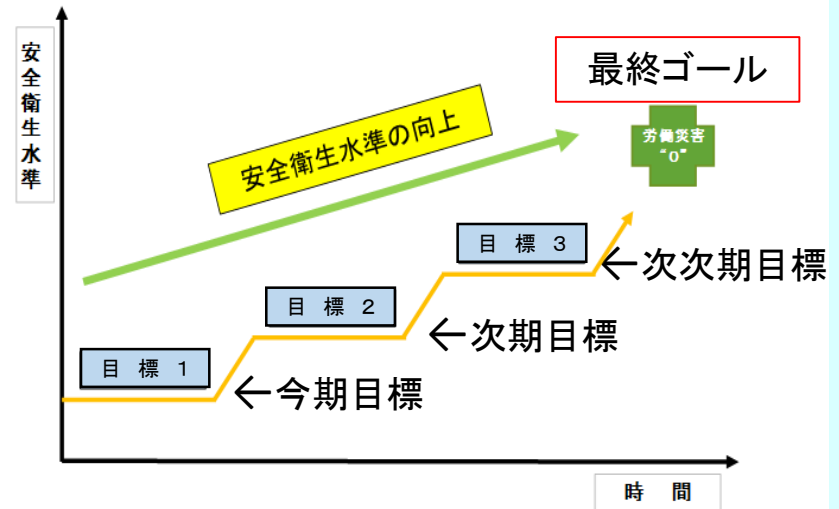 安全衛生水準
最終ゴール
労働災害
“0”
安全衛生水準の向上
目 標 3
←次次期目標
目 標 2
←次期目標
目 標 1
←今期目標
時 間